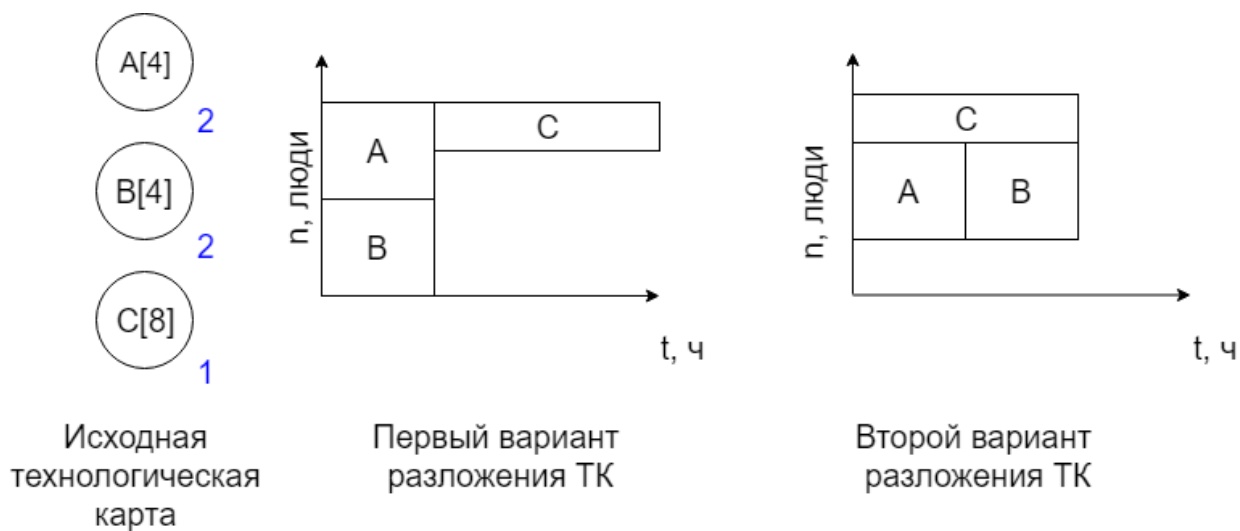 A[4]
2
B[4]
2
C[8]
1
Исходная
технологическая
карта
n, люди
A
B
C
t, ч
Первый вариант
разложения ТК
n, люди
C
A
B
t, ч
Второй вариант
разложения ТК